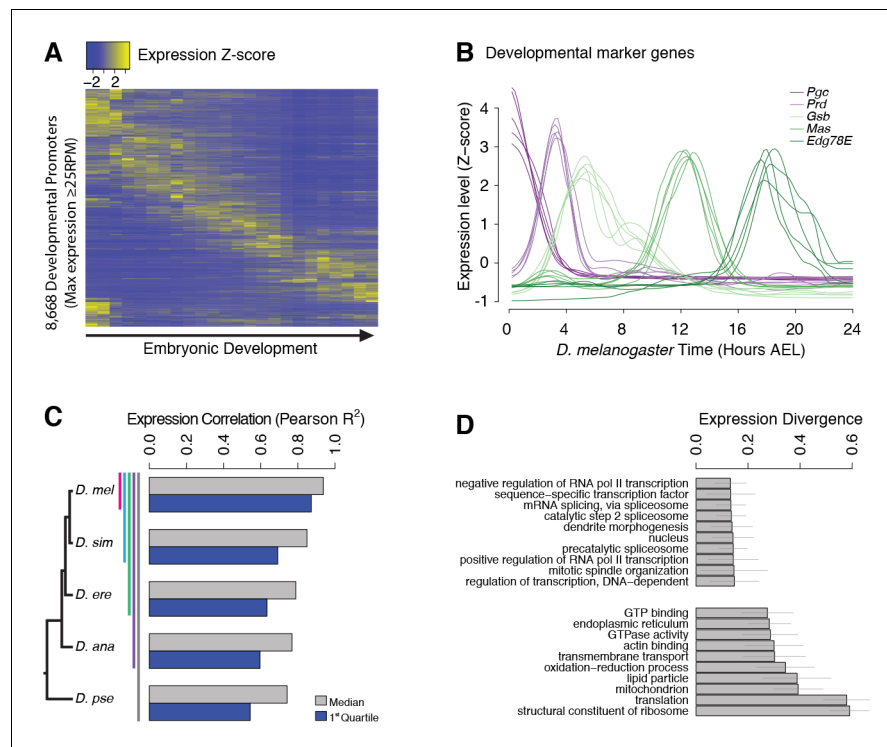 A
Expression Z-score
−2 2
8,668 Developmental Promoters
(Max expression ≥25RPM)
Embryonic Development
B
Developmental marker genes
Pgc
Prd
Gsb
Mas
Edg78E
Expression level (Z−score)
4
3
2
1
0
-1
0 4 8 12 16 20 24
D. melanogaster Time (Hours AEL)
C
Expression Correlation (Pearson R²)
0.0 0.2 0.4 0.6 0.8 1.0
D. mel
D. sim
D. ere
D. ana
D. pse
Median
1st Quartile
D
Expression Divergence
0.0 0.2 0.4 0.6
negative regulation of RNA pol II transcription
sequence−specific transcription factor
mRNA splicing, via spliceosome
catalytic step 2 spliceosome
dendrite morphogenesis
nucleus
precatalytic spliceosome
positive regulation of RNA pol II transcription
mitotic spindle organization
regulation of transcription, DNA−dependent
GTP binding
endoplasmic reticulum
GTPase activity
actin binding
transmembrane transport
oxidation−reduction process
lipid particle
mitochondrion
translation
structural constituent of ribosome